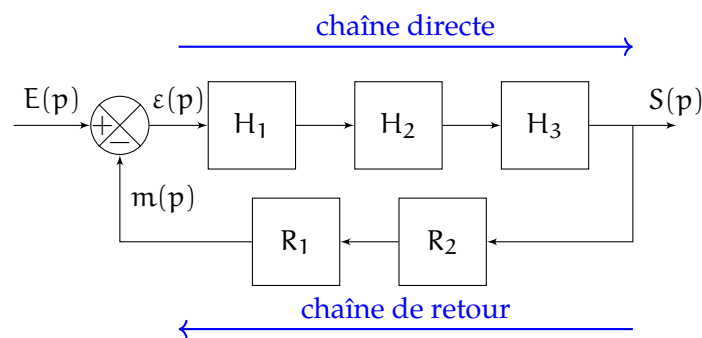 chaîne directe
E(p) + − ε(p) H₁ H₂ H₃ S(p)
m(p) R₁ R₂
chaîne de retour